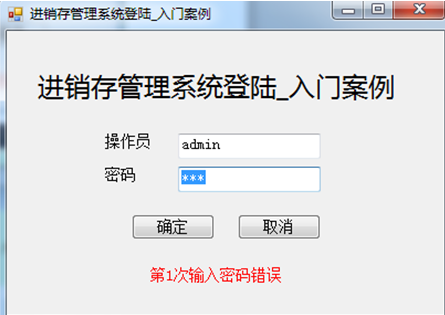 进销存管理系统登陆_入门案例
进销存管理系统登陆_入门案例
操作员 admin
密码 ***
确定 取消
第1次输入密码错误